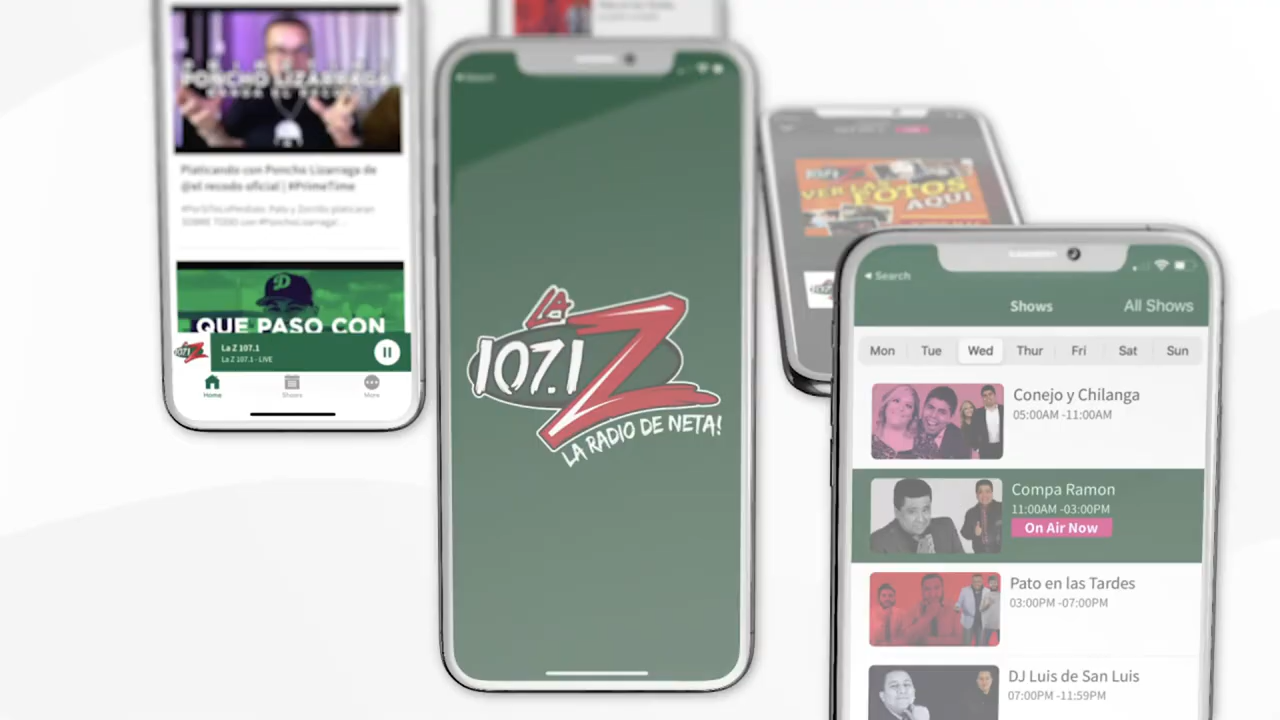 PONCHO LIZARRAGA
Platicando con Poncho Lizarraga de
@el recodo oficial | #PrimeTime
QUE PASO CON
La Z 107.1
La Z 107.1 - LIVE
Home
Shows
More
Search
LA
107.1 Z
LA RADIO DE NETA!
VER LAS
FOTOS
AQUI
Search
Shows
All Shows
Mon Tue Wed Thur Fri Sat Sun
Conejo y Chilanga
05:00AM -11:00AM
Compa Ramon
11:00AM -03:00PM
On Air Now
Pato en las Tardes
03:00PM -07:00PM
DJ Luis de San Luis
07:00PM -11:59PM